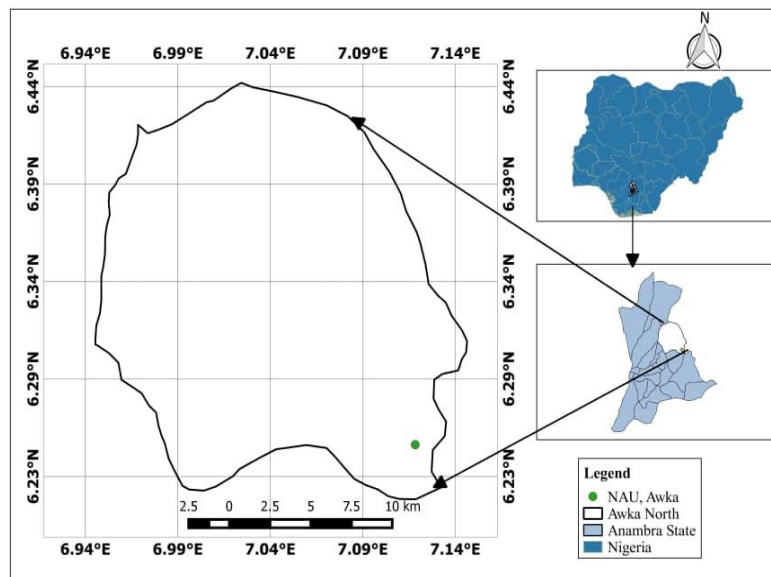 N
6.94°E 6.99°E 7.04°E 7.09°E 7.14°E
6.44°N 6.44°N
6.39°N 6.39°N
6.34°N 6.34°N
6.29°N 6.29°N
6.23°N 6.23°N
2.5 0 2.5 5 7.5 10 km
6.94°E 6.99°E 7.04°E 7.09°E 7.14°E
Legend
NAU, Awka
Awka North
Anambra State
Nigeria